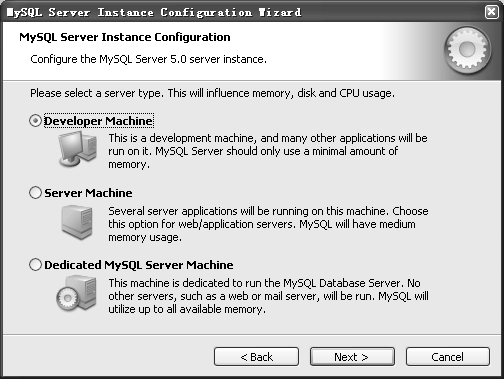 MySQL Server Instance Configuration Wizard
MySQL Server Instance Configuration
Configure the MySQL Server 5.0 server instance.
Please select a server type. This will influence memory, disk and CPU usage.
Developer Machine
This is a development machine, and many other applications will be
run on it. MySQL Server should only use a minimal amount of
memory.
Server Machine
Several server applications will be running on this machine. Choose
this option for web/application servers. MySQL will have medium
memory usage.
Dedicated MySQL Server Machine
This machine is dedicated to run the MySQL Database Server. No
other servers, such as a web or mail server, will be run. MySQL will
utilize up to all available memory.
< Back Next > Cancel